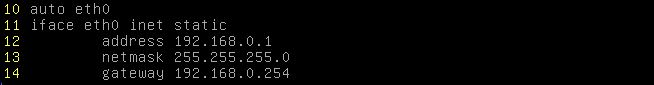 10 auto eth0
11 iface eth0 inet static
12         address 192.168.0.1
13         netmask 255.255.255.0
14         gateway 192.168.0.254